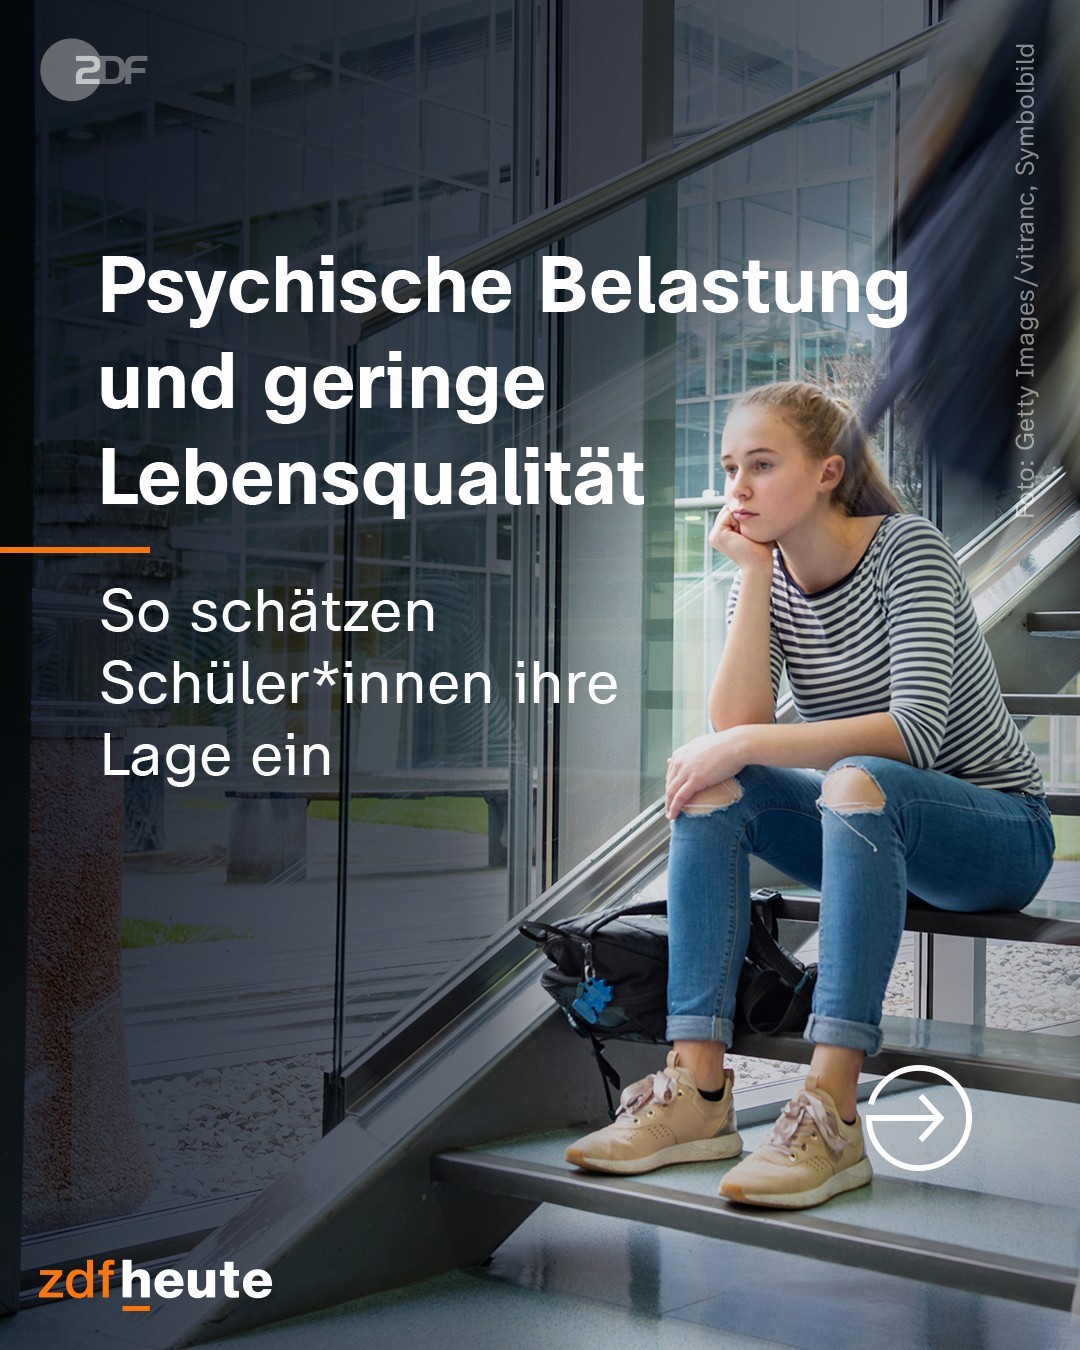 ZDF
Foto: Getty Images/vitranc, Symbolbild
Psychische Belastung
und geringe
Lebensqualität
So schätzen
Schüler*innen ihre
Lage ein
zdfheute